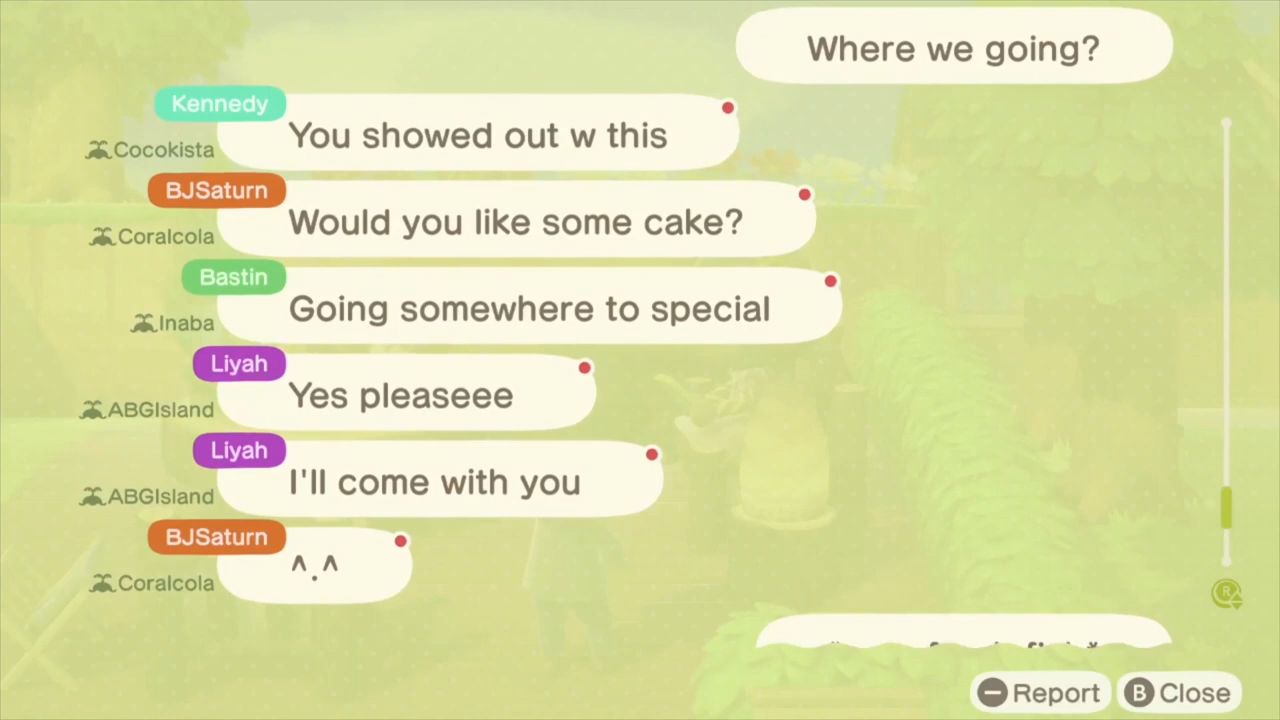 Where we going?
Kennedy
You showed out w this
Cocokista
BJSaturn
Would you like some cake?
Coralcola
Bastin
Going somewhere to special
Inaba
Liyah
Yes pleaseee
ABGIsland
Liyah
I'll come with you
ABGIsland
BJSaturn
^.^
Coralcola
R
Report
B Close